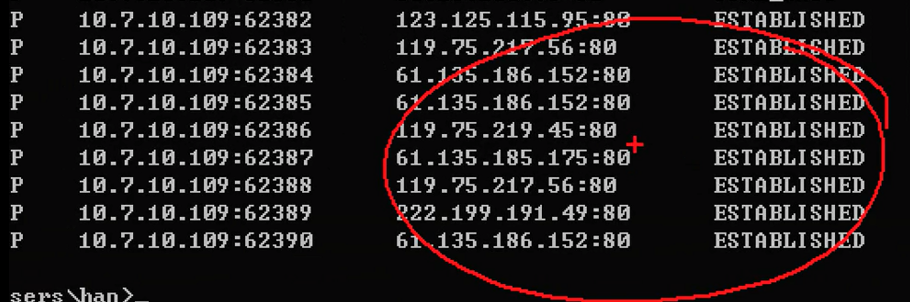 P 10.7.10.109:62382 123.125.115.95:80 ESTABLISHED
P 10.7.10.109:62383 119.75.217.56:80 ESTABLISHED
P 10.7.10.109:62384 61.135.186.152:80 ESTABLISHED
P 10.7.10.109:62385 61.135.186.152:80 ESTABLISHED
P 10.7.10.109:62386 119.75.219.45:80 ESTABLISHED
P 10.7.10.109:62387 61.135.185.175:80 ESTABLISHED
P 10.7.10.109:62388 119.75.217.56:80 ESTABLISHED
P 10.7.10.109:62389 222.199.191.49:80 ESTABLISHED
P 10.7.10.109:62390 61.135.186.152:80 ESTABLISHED
sers\han>_